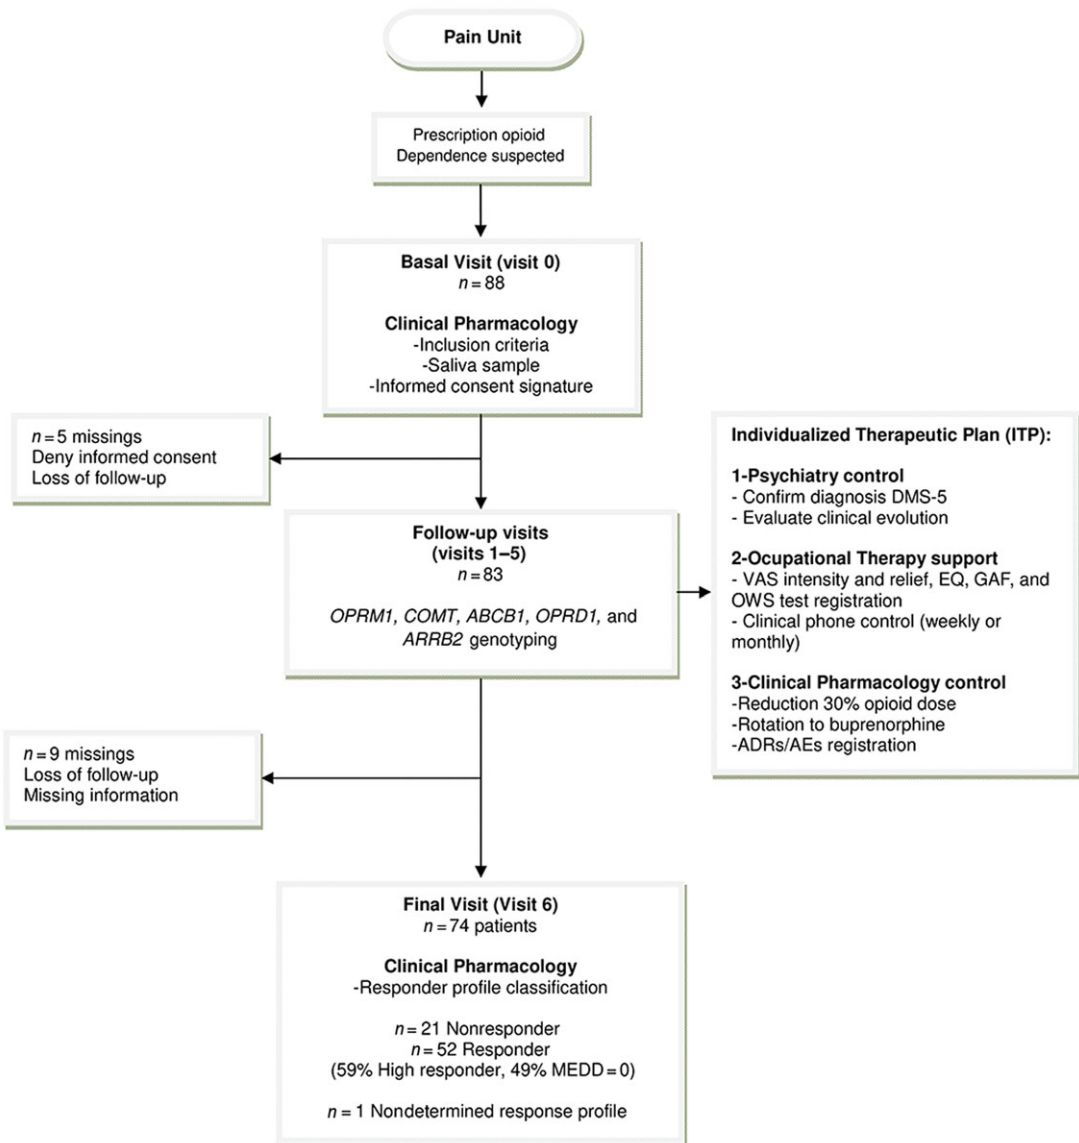 Pain Unit
Prescription opioid
Dependence suspected
Basal Visit (visit 0)
n = 88
Clinical Pharmacology
-Inclusion criteria
-Saliva sample
-Informed consent signature
n = 5 missings
Deny informed consent
Loss of follow-up
Follow-up visits
(visits 1–5)
n = 83
OPRM1, COMT, ABCB1, OPRD1, and
ARRB2 genotyping
Individualized Therapeutic Plan (ITP):
1-Psychiatry control
- Confirm diagnosis DMS-5
- Evaluate clinical evolution
2-Ocupational Therapy support
- VAS intensity and relief, EQ, GAF, and
OWS test registration
- Clinical phone control (weekly or
monthly)
3-Clinical Pharmacology control
-Reduction 30% opioid dose
-Rotation to buprenorphine
-ADRs/AEs registration
n = 9 missings
Loss of follow-up
Missing information
Final Visit (Visit 6)
n = 74 patients
Clinical Pharmacology
-Responder profile classification
n = 21 Nonresponder
n = 52 Responder
(59% High responder, 49% MEDD = 0)
n = 1 Nondetermined response profile